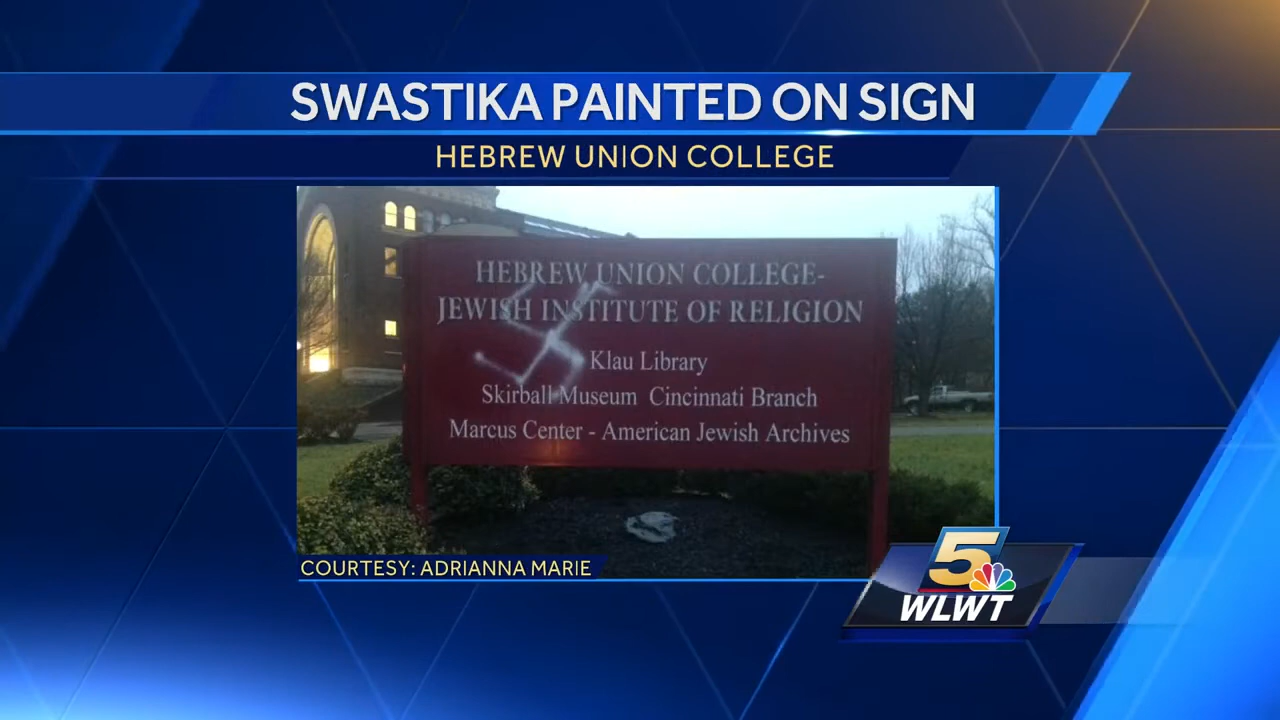 SWASTIKA PAINTED ON SIGN
HEBREW UNION COLLEGE
HEBREW UNION COLLEGE-
JEWISH INSTITUTE OF RELIGION
Klau Library
Skirball Museum Cincinnati Branch
Marcus Center - American Jewish Archives
COURTESY: ADRIANNA MARIE
5
WLWT